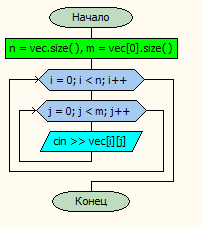 Начало
n = vec.size(), m = vec[0].size()
i = 0; i < n; i++
j = 0; j < m; j++
cin >> vec[i][j]
Конец